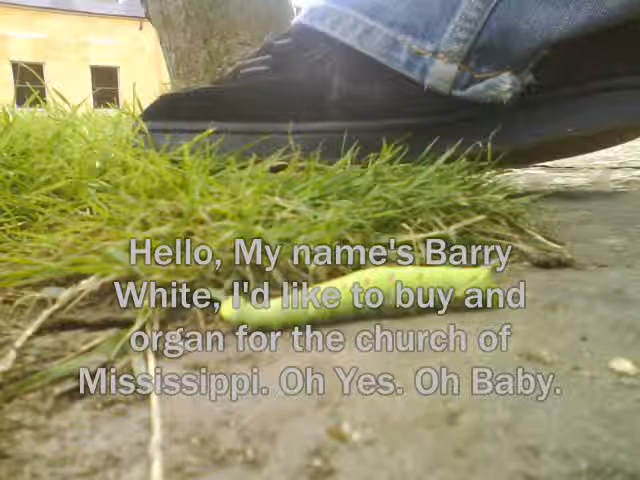 Hello, My name's Barry
White, I'd like to buy and
organ for the church of
Mississippi. Oh Yes. Oh Baby.